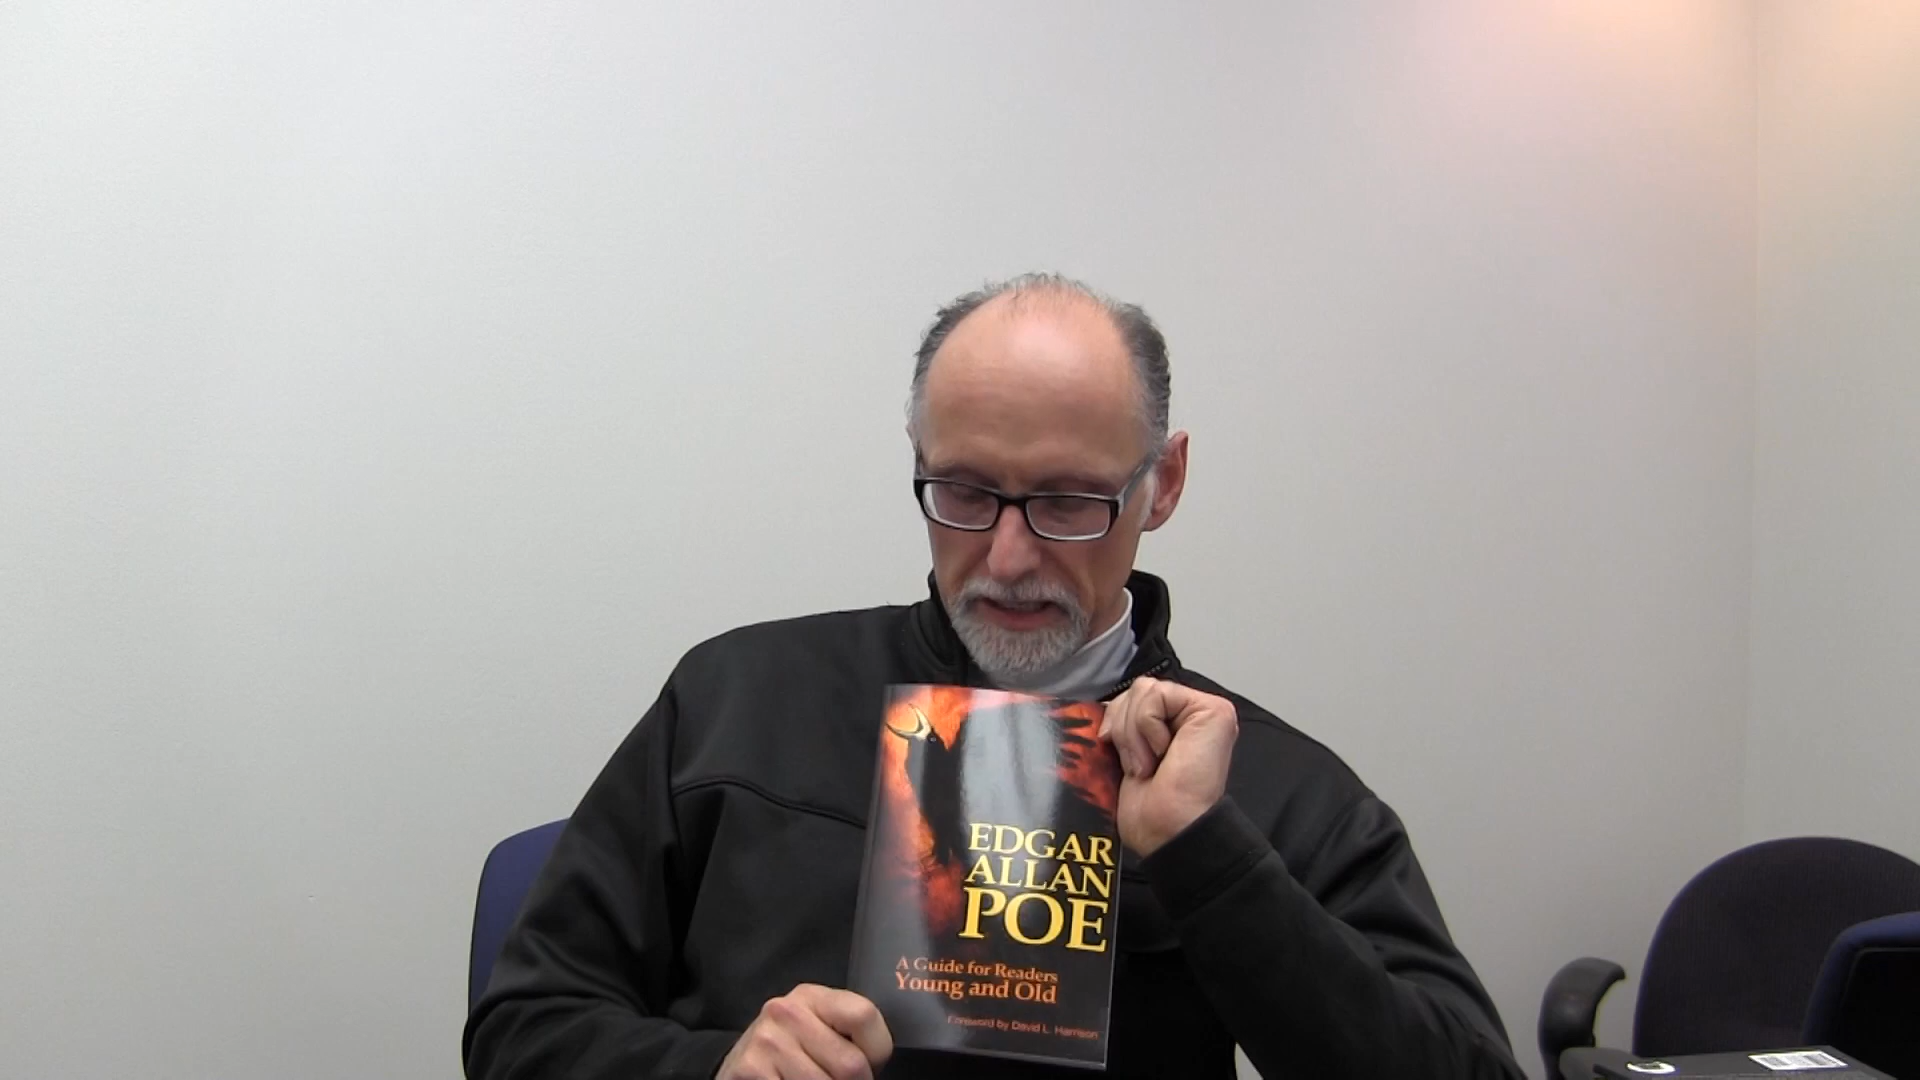 EDGAR
ALLAN
POE
A Guide for Readers
Young and Old
Foreword by David L. Harrison